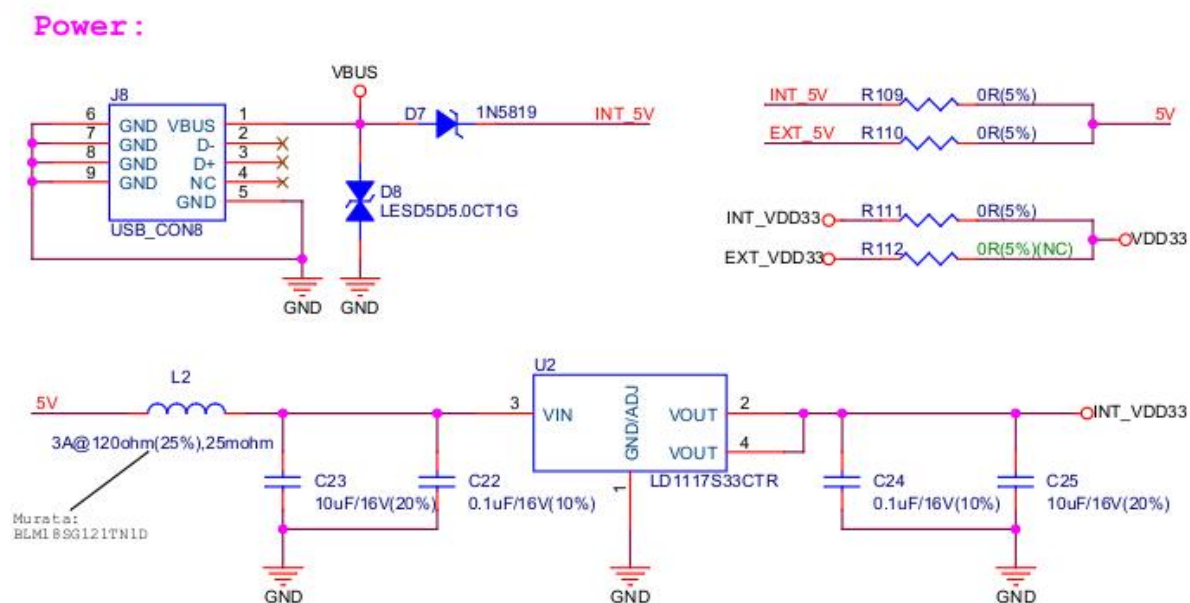 Power:
J8
6 GND VBUS 1
7 GND D- 2
8 GND D+ 3
9 GND NC 4
GND 5
USB_CON8
GND
VBUS
D7 1N5819 INT_5V
D8
LESD5D5.0CT1G
GND
INT_5V R109 0R(5%)
5V
EXT_5V R110 0R(5%)
INT_VDD33 R111 0R(5%)
VDD33
EXT_VDD33 R112 0R(5%)(NC)
L2
5V
3A@120ohm(25%),25mohm
Murata:
BLM18SG121TN1D
C23
10uF/16V(20%)
C22
0.1uF/16V(10%)
GND
U2
3 VIN GND/ADJ VOUT 2
VOUT 4
1
LD1117S33CTR
GND
INT_VDD33
C24
0.1uF/16V(10%)
C25
10uF/16V(20%)
GND